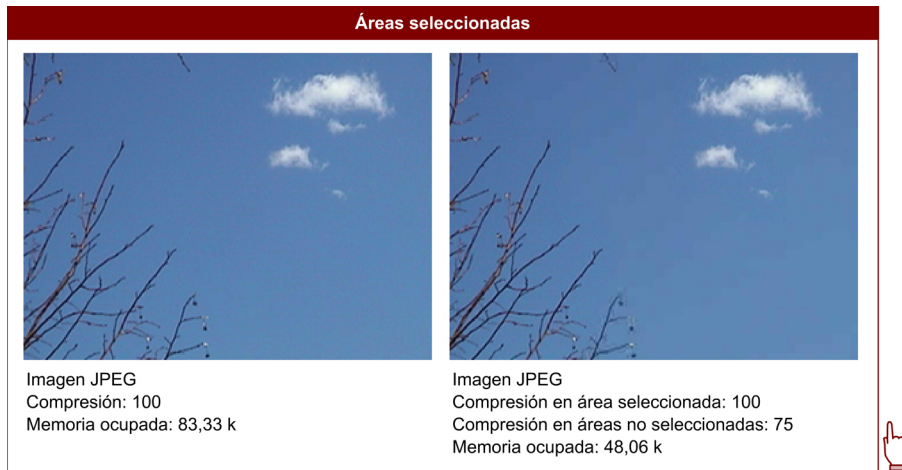 Áreas seleccionadas
Imagen JPEG
Compresión: 100
Memoria ocupada: 83,33 k
Imagen JPEG
Compresión en área seleccionada: 100
Compresión en áreas no seleccionadas: 75
Memoria ocupada: 48,06 k